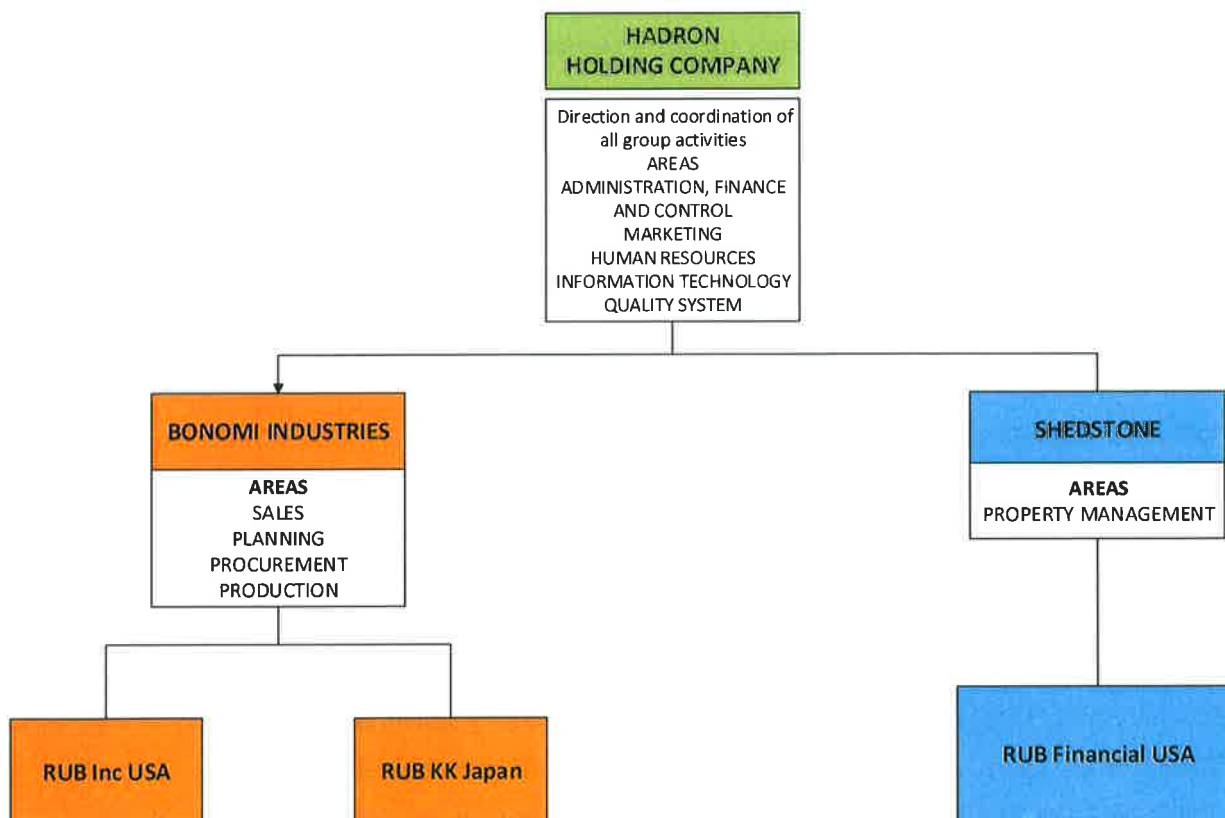 HADRON
HOLDING COMPANY
Direction and coordination of
all group activities
AREAS
ADMINISTRATION, FINANCE
AND CONTROL
MARKETING
HUMAN RESOURCES
INFORMATION TECHNOLOGY
QUALITY SYSTEM
BONOMI INDUSTRIES
AREAS
SALES
PLANNING
PROCUREMENT
PRODUCTION
SHEDSTONE
AREAS
PROPERTY MANAGEMENT
RUB Inc USA
RUB KK Japan
RUB Financial USA